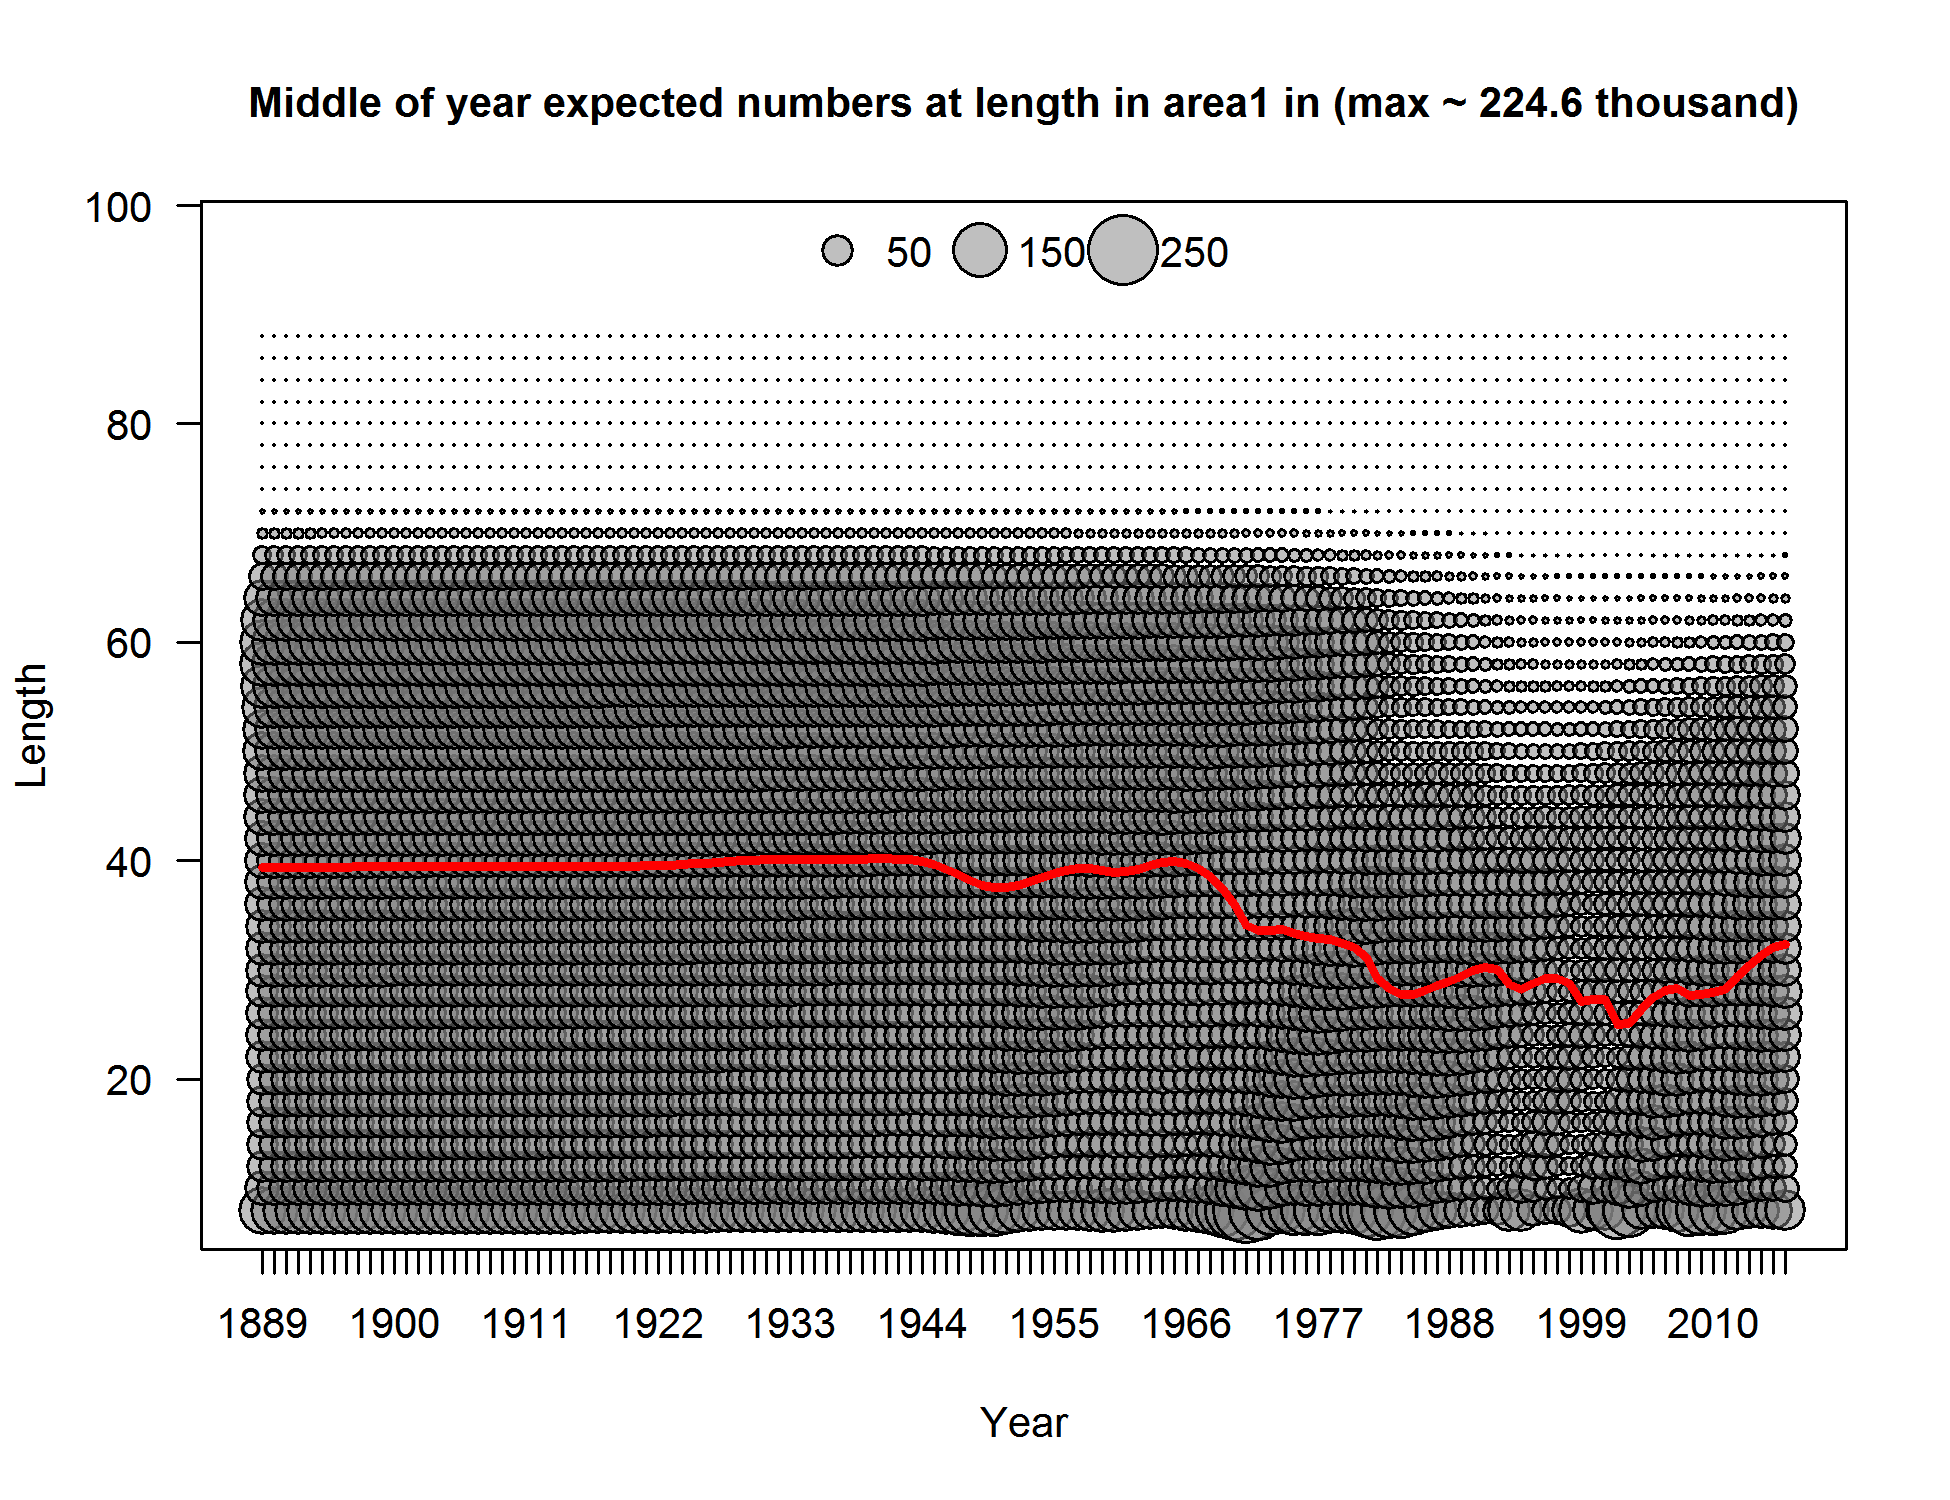 Middle of year expected numbers at length in area1 in (max ~ 224.6 thousand)
50 150 250
100
80
60
40
20
Length
1889 1900 1911 1922 1933 1944 1955 1966 1977 1988 1999 2010
Year